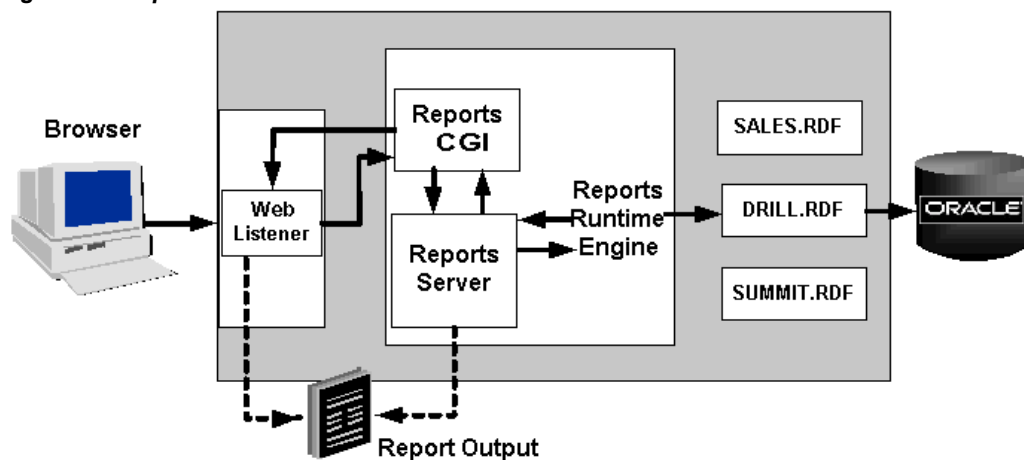 Browser
Web
Listener
Reports
CGI
Reports
Server
Reports
Runtime
Engine
SALES.RDF
DRILL.RDF
SUMMIT.RDF
ORACLE
Report Output